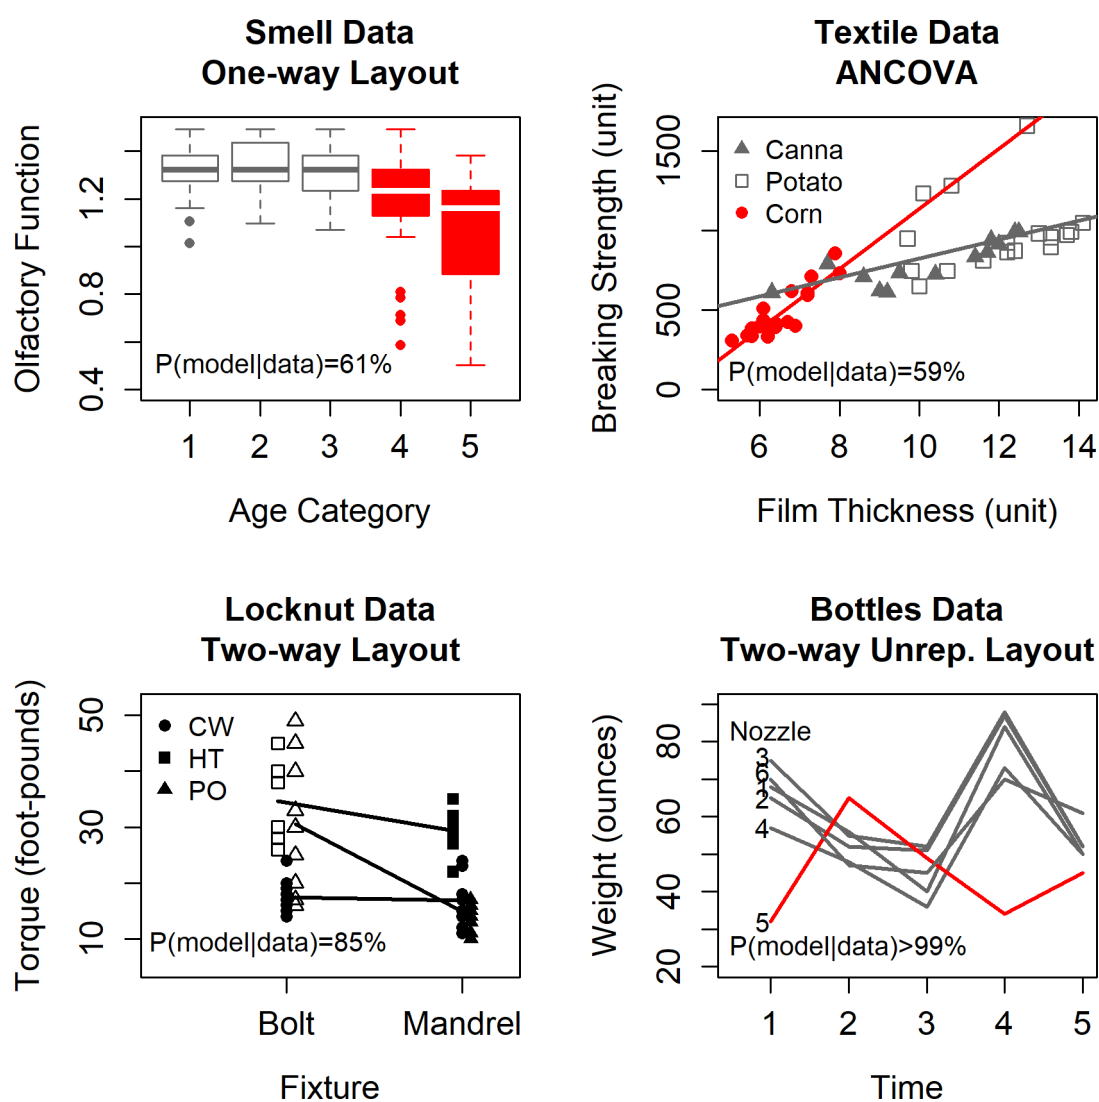 Smell Data
One-way Layout
Olfactory Function
0.4
0.8
1.2
P(model|data)=61%
1 2 3 4 5
Age Category
Textile Data
ANCOVA
Breaking Strength (unit)
0
500
1500
Canna
Potato
Corn
P(model|data)=59%
6 8 10 12 14
Film Thickness (unit)
Locknut Data
Two-way Layout
Torque (foot-pounds)
10
30
50
CW
HT
PO
P(model|data)=85%
Bolt Mandrel
Fixture
Bottles Data
Two-way Unrep. Layout
Weight (ounces)
20
40
60
80
Nozzle
3
6
1
2
4
5
P(model|data)>99%
1 2 3 4 5
Time